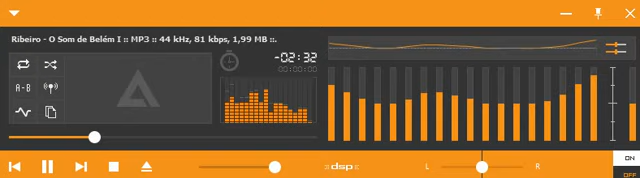 Ribeiro - O Som de Belém I :: MP3 :: 44 kHz, 81 kbps, 1,99 MB ::.
-02:32
00:00:00
A-B
:dsp:
L
R
ON
OFF